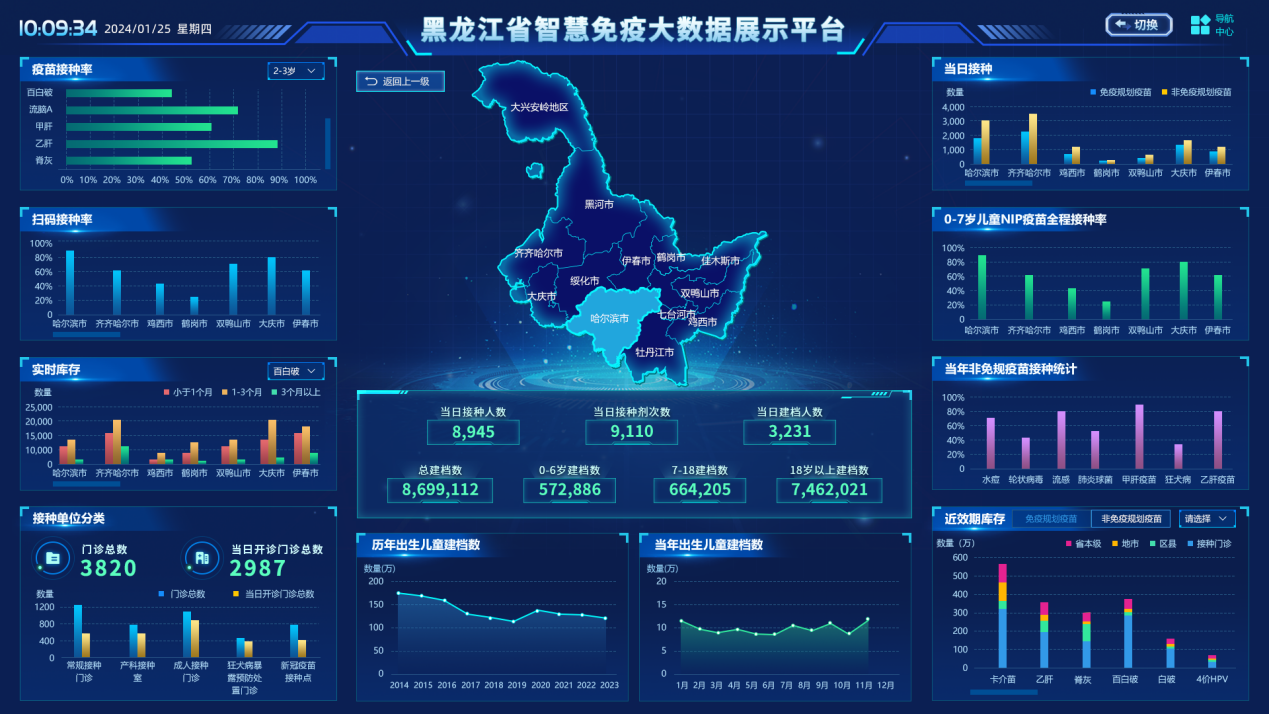 10:09:34 2024/01/25 星期四
黑龙江省智慧免疫大数据展示平台
切换
导航
中心
疫苗接种率
2-3岁
百白破
流脑A
甲肝
乙肝
脊灰
0% 10% 20% 30% 40% 50% 60% 70% 80% 90% 100%
扫码接种率
100%
80%
60%
40%
20%
0
哈尔滨市 齐齐哈尔市 鸡西市 鹤岗市 双鸭山市 大庆市 伊春市
实时库存
百白破
数量
小于1个月 1-3个月 3个月以上
25,000
20,000
15,000
10,000
0
哈尔滨市 齐齐哈尔市 鸡西市 鹤岗市 双鸭山市 大庆市 伊春市
接种单位分类
门诊总数
3820
当日开诊门诊总数
2987
数量
门诊总数 当日开诊门诊总数
1200
800
400
0
常规接种
门诊
产科接种
室
成人接种
门诊
狂犬病暴
露预防处
置门诊
新冠疫苗
接种点
返回上一级
大兴安岭地区
黑河市
齐齐哈尔市
伊春市
鹤岗市
佳木斯市
绥化市
大庆市
双鸭山市
哈尔滨市
七台河市
鸡西市
牡丹江市
当日接种人数
8,945
当日接种剂次数
9,110
当日建档人数
3,231
总建档数
8,699,112
0-6岁建档数
572,886
7-18建档数
664,205
18岁以上建档数
7,462,021
历年出生儿童建档数
数量(万)
200
150
100
50
0
2014 2015 2016 2017 2018 2019 2020 2021 2022 2023
当年出生儿童建档数
数量(万)
20
15
10
5
0
1月 2月 3月 4月 5月 6月 7月 8月 9月 10月 11月 12月
当日接种
数量
免疫规划疫苗 非免疫规划疫苗
4,000
3,000
2,000
1,000
0
哈尔滨市 齐齐哈尔市 鸡西市 鹤岗市 双鸭山市 大庆市 伊春市
0-7岁儿童NIP疫苗全程接种率
100%
80%
60%
40%
20%
0
哈尔滨市 齐齐哈尔市 鸡西市 鹤岗市 双鸭山市 大庆市 伊春市
当年非免规疫苗接种统计
100%
80%
60%
40%
20%
0
水痘 轮状病毒 流感 肺炎球菌 甲肝疫苗 狂犬病 乙肝疫苗
近效期库存
免疫规划疫苗 非免疫规划疫苗
请选择
数量（万）
省本级 地市 区县 接种门诊
600
500
400
300
200
100
0
卡介苗 乙肝 脊灰 百白破 白破 4价HPV